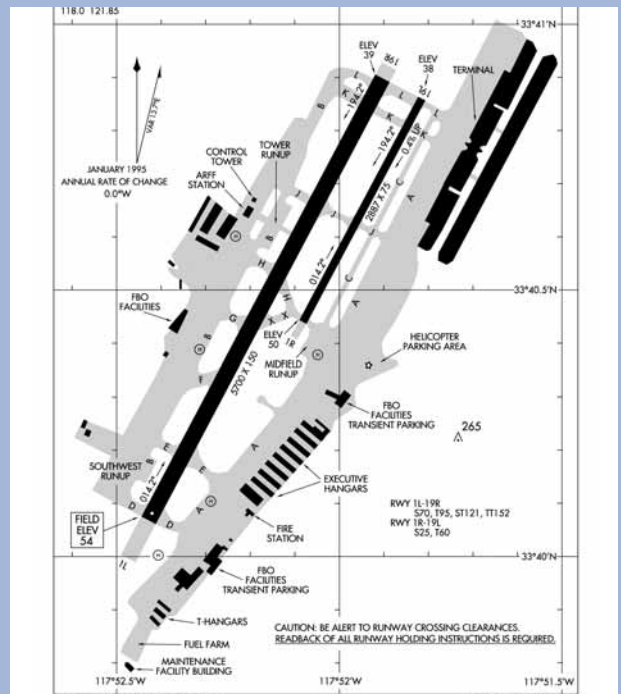 118.0 121.85
33°41'N
ELEV
39
19R
ELEV
38
19L
TERMINAL
VAR 13.7°E
L
L
L
K
K
K
B
194.2°
194.2°
0.4% UP
JANUARY 1995
ANNUAL RATE OF CHANGE
0.0°W
CONTROL
TOWER
TOWER
RUNUP
ARFF
STATION
2887 X 75
C
A
J
J
J
B
H
H
H
014.2°
C
A
33°40.5'N
FBO
FACILITIES
G
X
X
ELEV
50
1R
B
F
5700 X 150
MIDFIELD
RUNUP
H
HELICOPTER
PARKING AREA
FBO
FACILITIES
TRANSIENT PARKING
265
A
SOUTHWEST
RUNUP
B
E
E
E
014.2°
EXECUTIVE
HANGARS
RWY 1L-19R
S70, T95, ST121, TT152
RWY 1R-19L
S25, T60
D
D
A
H
FIELD
ELEV
54
FIRE
STATION
1L
H
33°40'N
FBO
FACILITIES
TRANSIENT PARKING
T-HANGARS
CAUTION: BE ALERT TO RUNWAY CROSSING CLEARANCES.
READBACK OF ALL RUNWAY HOLDING INSTRUCTIONS IS REQUIRED.
FUEL FARM
MAINTENANCE
FACILITY BUILDING
117°52.5'W
117°52'W
117°51.5'W